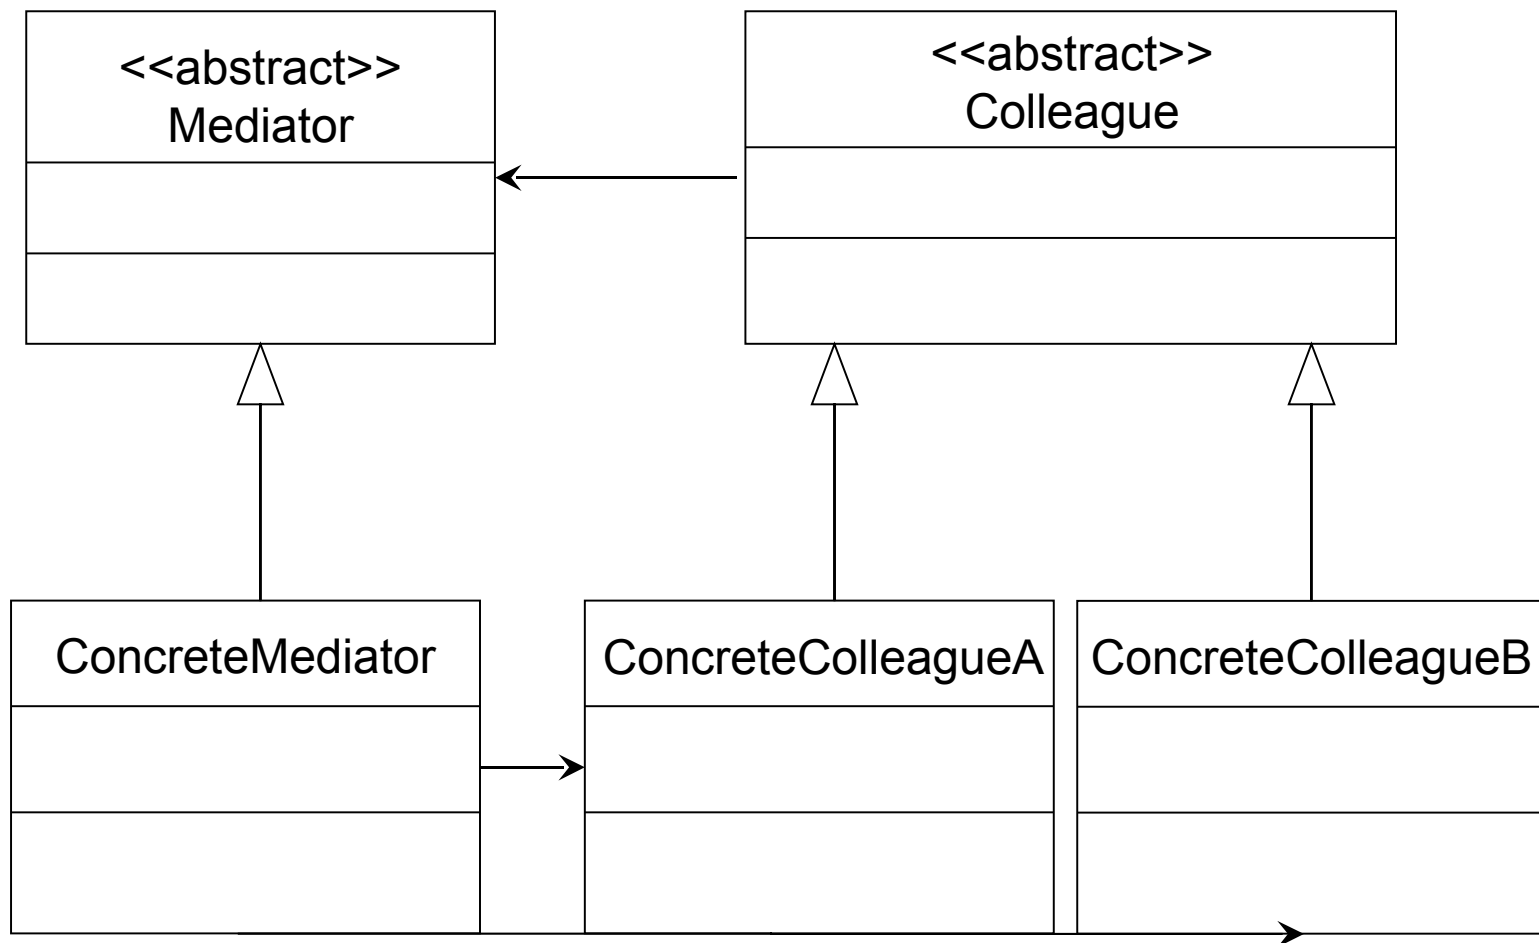 <<abstract>>
Mediator
<<abstract>>
Colleague
ConcreteMediator
ConcreteColleagueA
ConcreteColleagueB